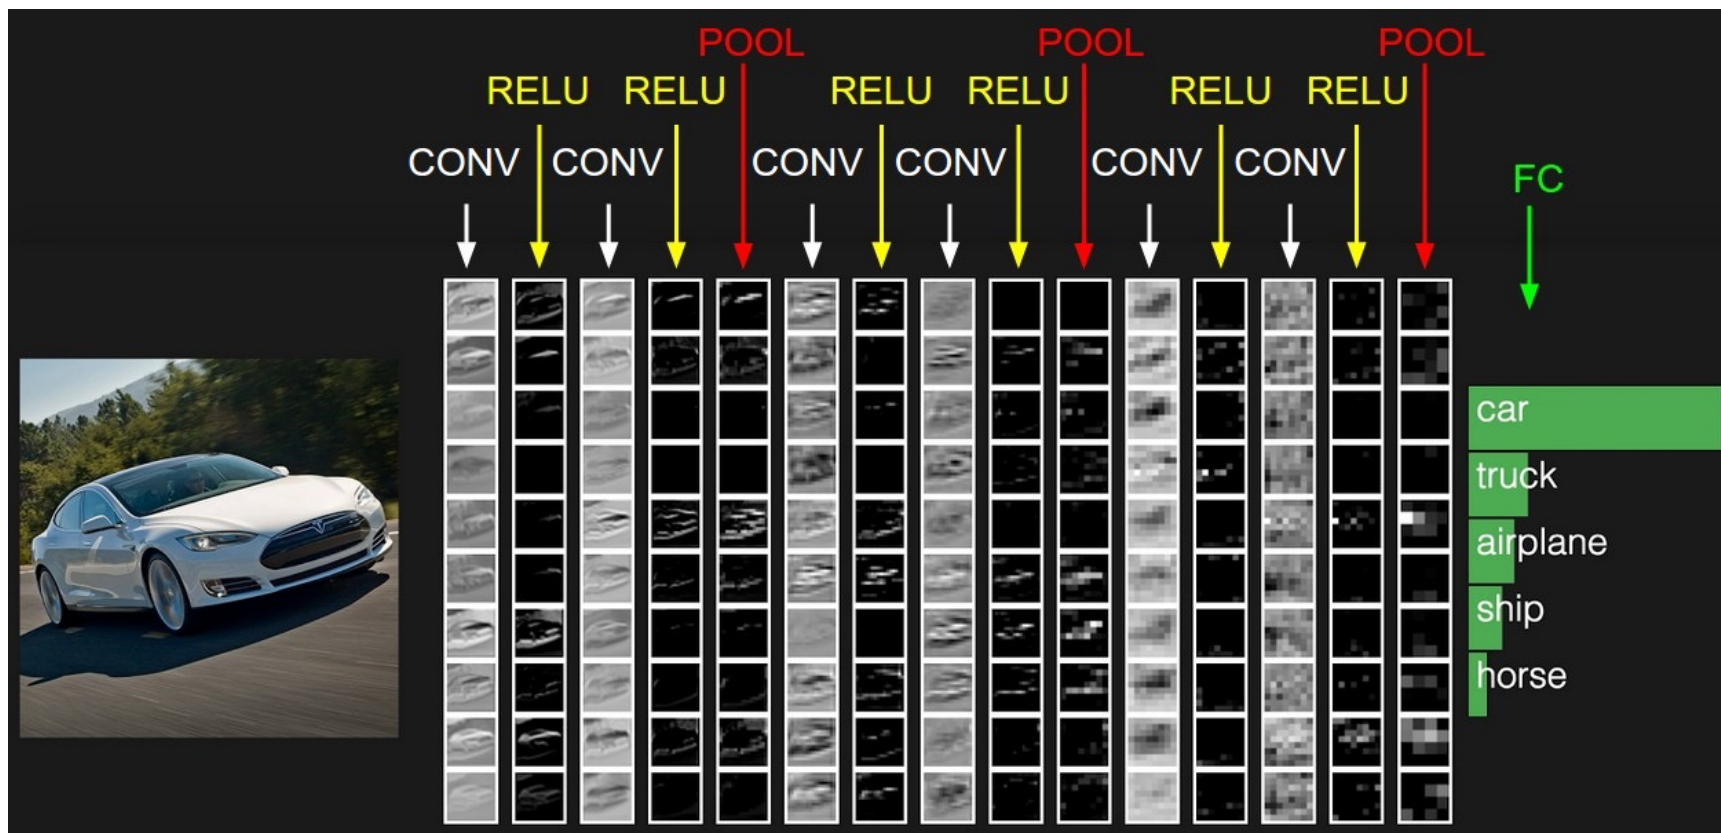 POOL POOL POOL
RELU RELU RELU RELU RELU RELU
CONV CONV CONV CONV CONV CONV
FC
car
truck
airplane
ship
horse